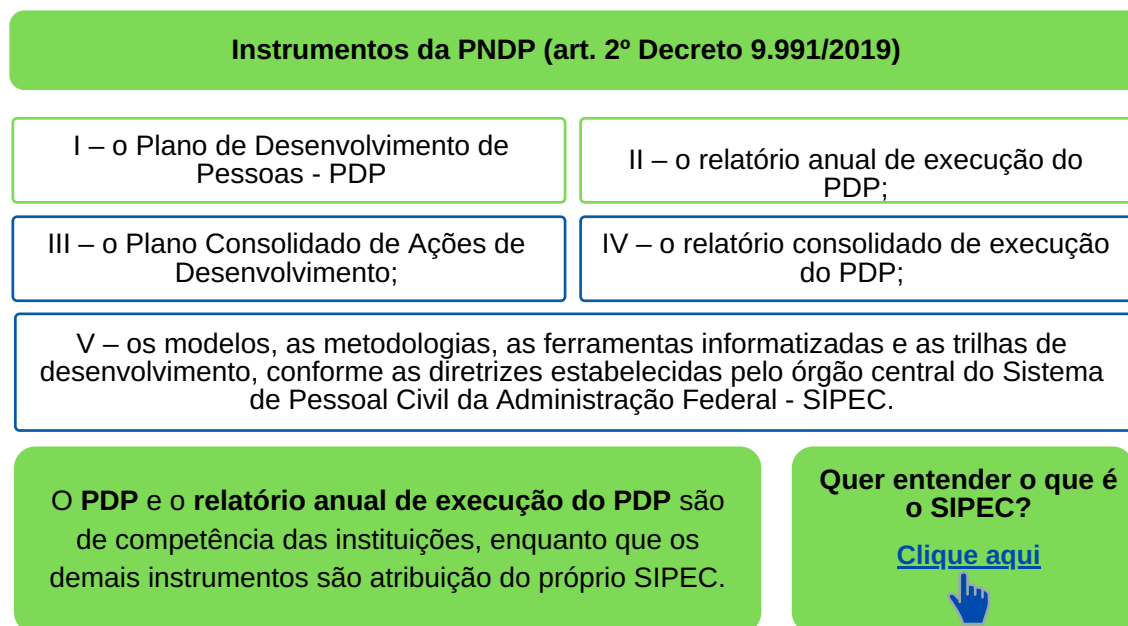 Instrumentos da PNDP (art. 2º Decreto 9.991/2019)
I – o Plano de Desenvolvimento de
Pessoas - PDP
II – o relatório anual de execução do
PDP;
III – o Plano Consolidado de Ações de
Desenvolvimento;
IV – o relatório consolidado de execução
do PDP;
V – os modelos, as metodologias, as ferramentas informatizadas e as trilhas de
desenvolvimento, conforme as diretrizes estabelecidas pelo órgão central do Sistema
de Pessoal Civil da Administração Federal - SIPEC.
O PDP e o relatório anual de execução do PDP são
de competência das instituições, enquanto que os
demais instrumentos são atribuição do próprio SIPEC.
Quer entender o que é
o SIPEC?
Clique aqui